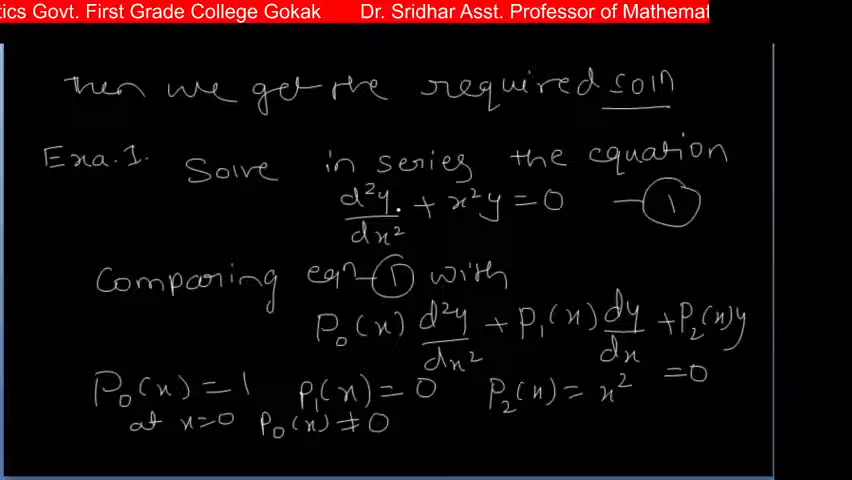 tics Govt. First Grade College Gokak Dr. Sridhar Asst. Professor of Mathemat
then we get the required soln
Exa.1. Solve in series the equation
d²y/dx² + x²y = 0 — ①
Comparing eqn ① with
P₀(x) d²y/dx² + P₁(x) dy/dx + P₂(x)y = 0
P₀(x) = 1 P₁(x) = 0 P₂(x) = x²
at x=0 P₀(x) ≠ 0